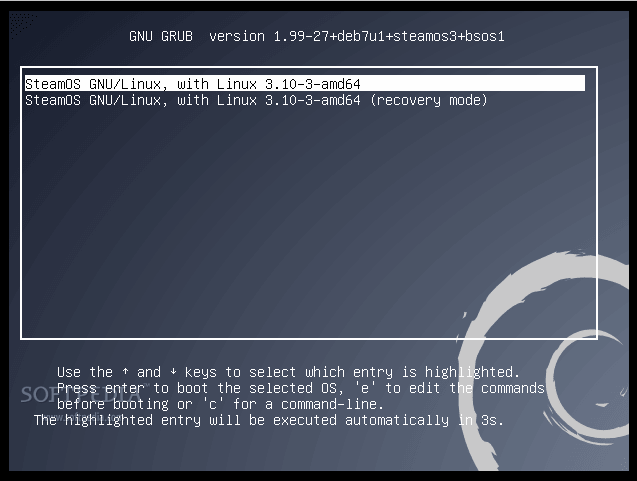 GNU GRUB version 1.99-27+deb7u1+steamos3+bsos1
SteamOS GNU/Linux, with Linux 3.10-3-amd64
SteamOS GNU/Linux, with Linux 3.10-3-amd64 (recovery mode)
Use the ↑ and ↓ keys to select which entry is highlighted.
Press enter to boot the selected OS, 'e' to edit the commands
before booting or 'c' for a command-line.
The highlighted entry will be executed automatically in 3s.
SOFTPEDIA™